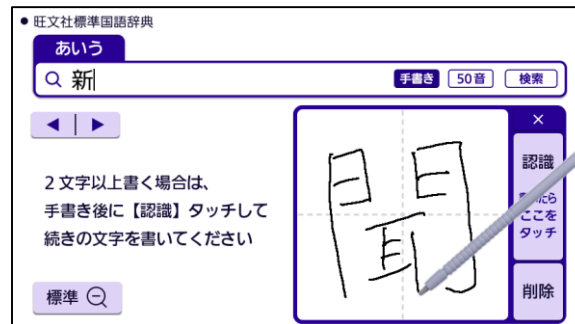 ● 旺文社標準国語辞典
あいう
新
手書き 50音 検索
◀ | ▶
2文字以上書く場合は、
手書き後に【認識】タッチして
続きの文字を書いてください
標準
聞
×
認識
たら
ここを
タッチ
削除